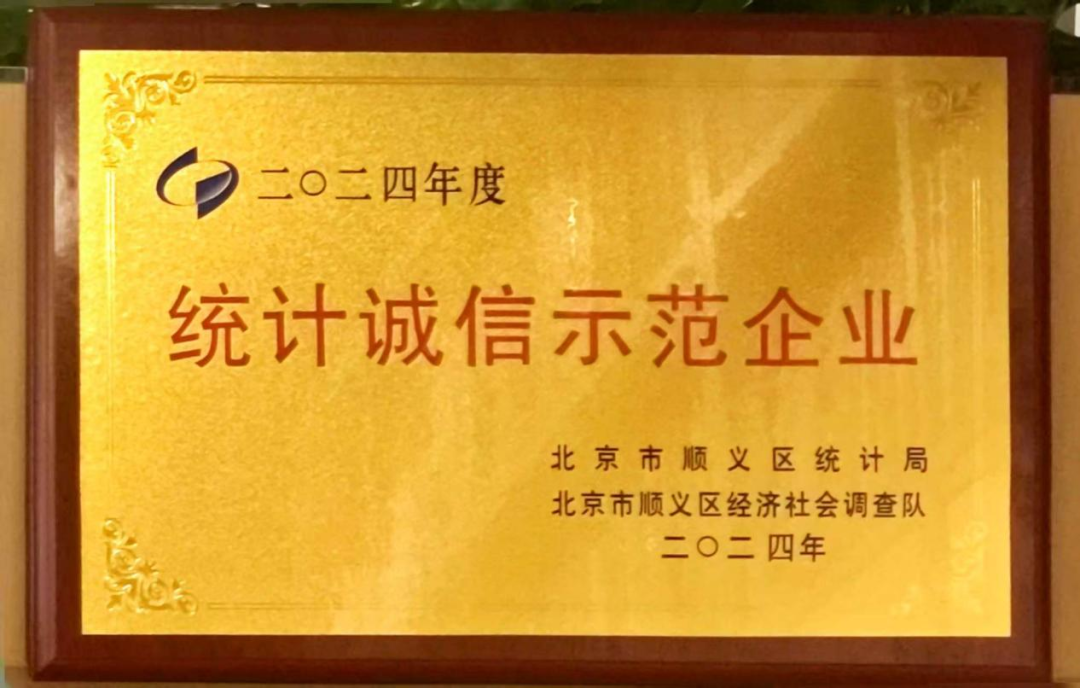 二〇二四年度
统计诚信示范企业
北京市顺义区统计局
北京市顺义区经济社会调查队
二〇二四年